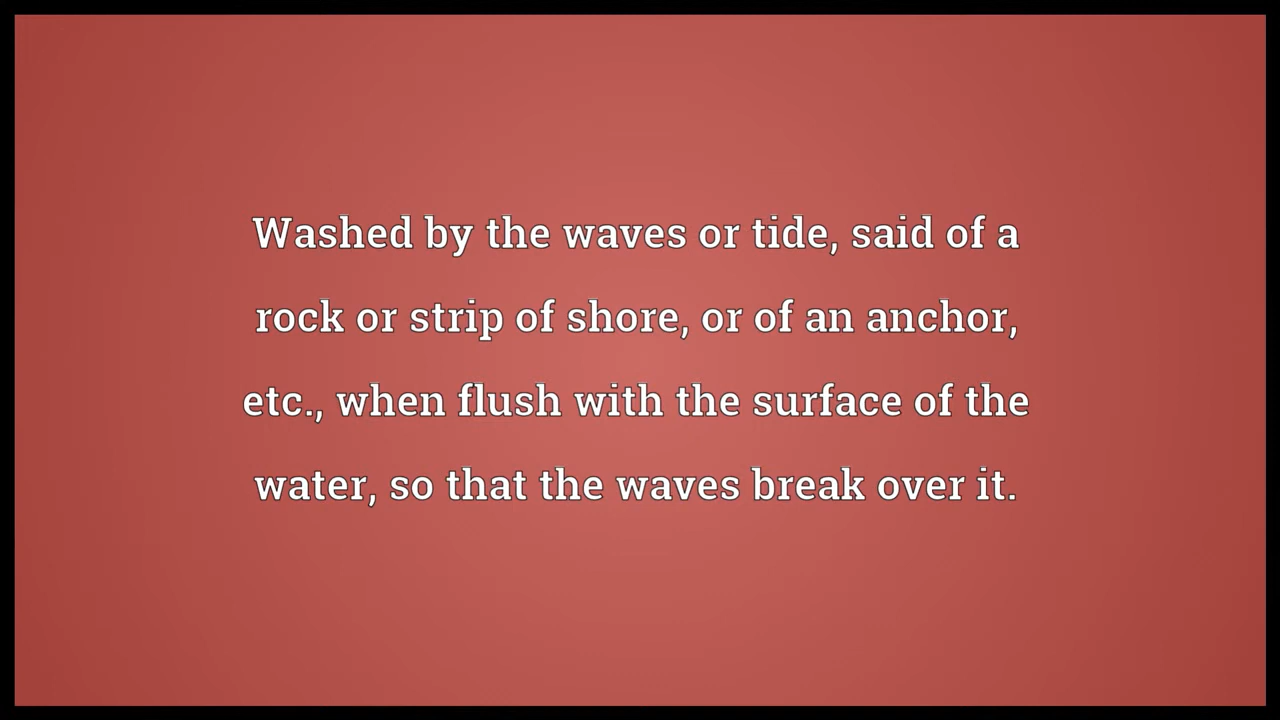 Washed by the waves or tide, said of a
rock or strip of shore, or of an anchor,
etc., when flush with the surface of the
water, so that the waves break over it.